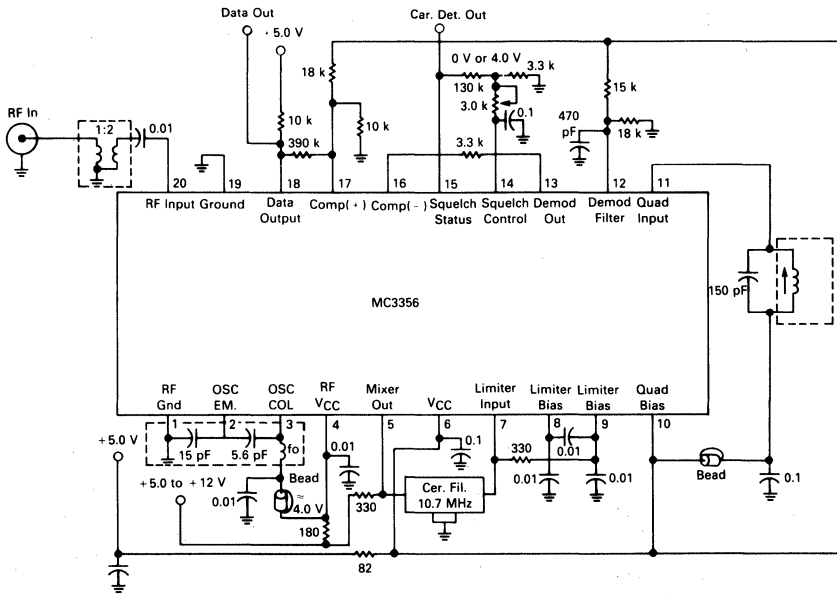 Data Out
+5.0 V
Car. Det. Out
0 V or 4.0 V
3.3 k
18 k
130 k
3.0 k
0.1
15 k
RF In
1:2
0.01
10 k
390 k
10 k
3.3 k
470
pF
18 k
20 19 18 17 16 15 14 13 12 11
RF Input Ground Data Output Comp(+) Comp(-) Squelch Status Squelch Control Demod Out Demod Filter Quad Input
150 pF
MC3356
RF Gnd OSC EM. OSC COL RF VCC Mixer Out VCC Limiter Input Limiter Bias Limiter Bias Quad Bias
1 2 3 4 5 6 7 8 9 10
+5.0 V
15 pF
5.6 pF
fo
0.01
0.1
330
0.01
0.01
0.01
Bead
0.1
+5.0 to +12 V
0.01
Bead
≈
4.0 V
330
Cer. Fil.
10.7 MHz
180
82